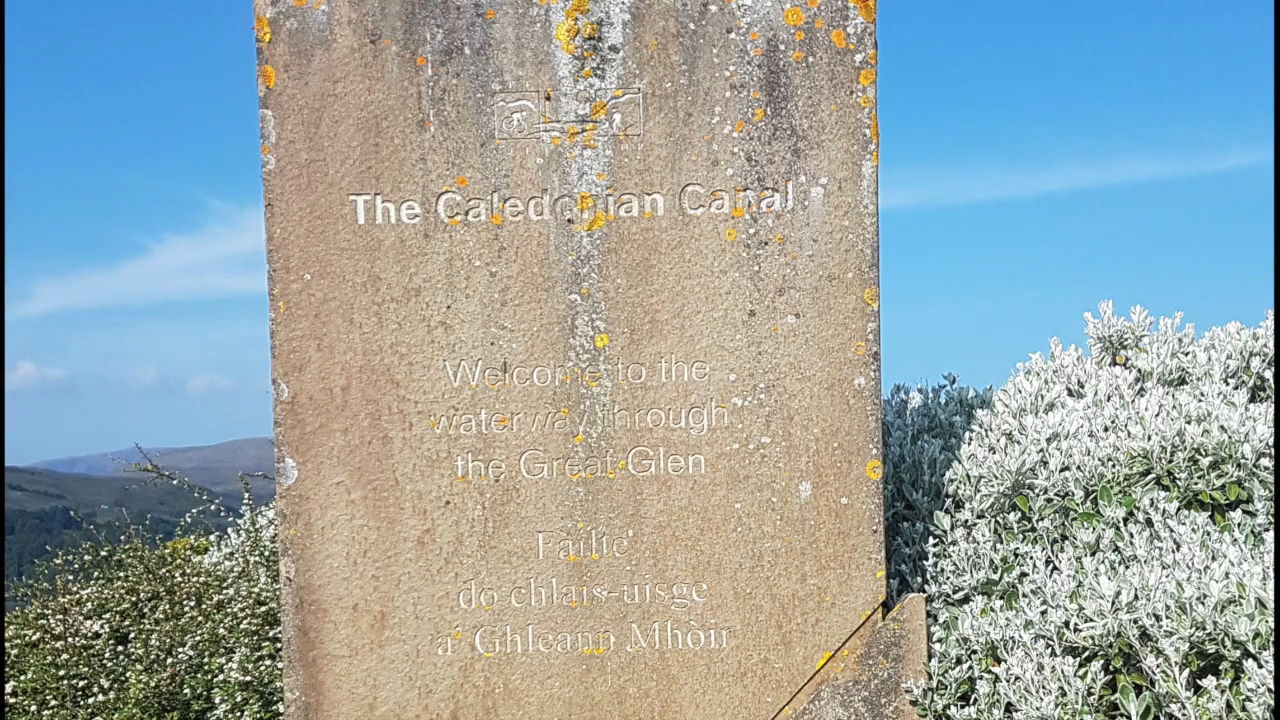 The Caledonian Canal
Welcome to the
waterway through
the Great Glen
Fàilte
do chlais-uisge
a' Ghleann Mhòir